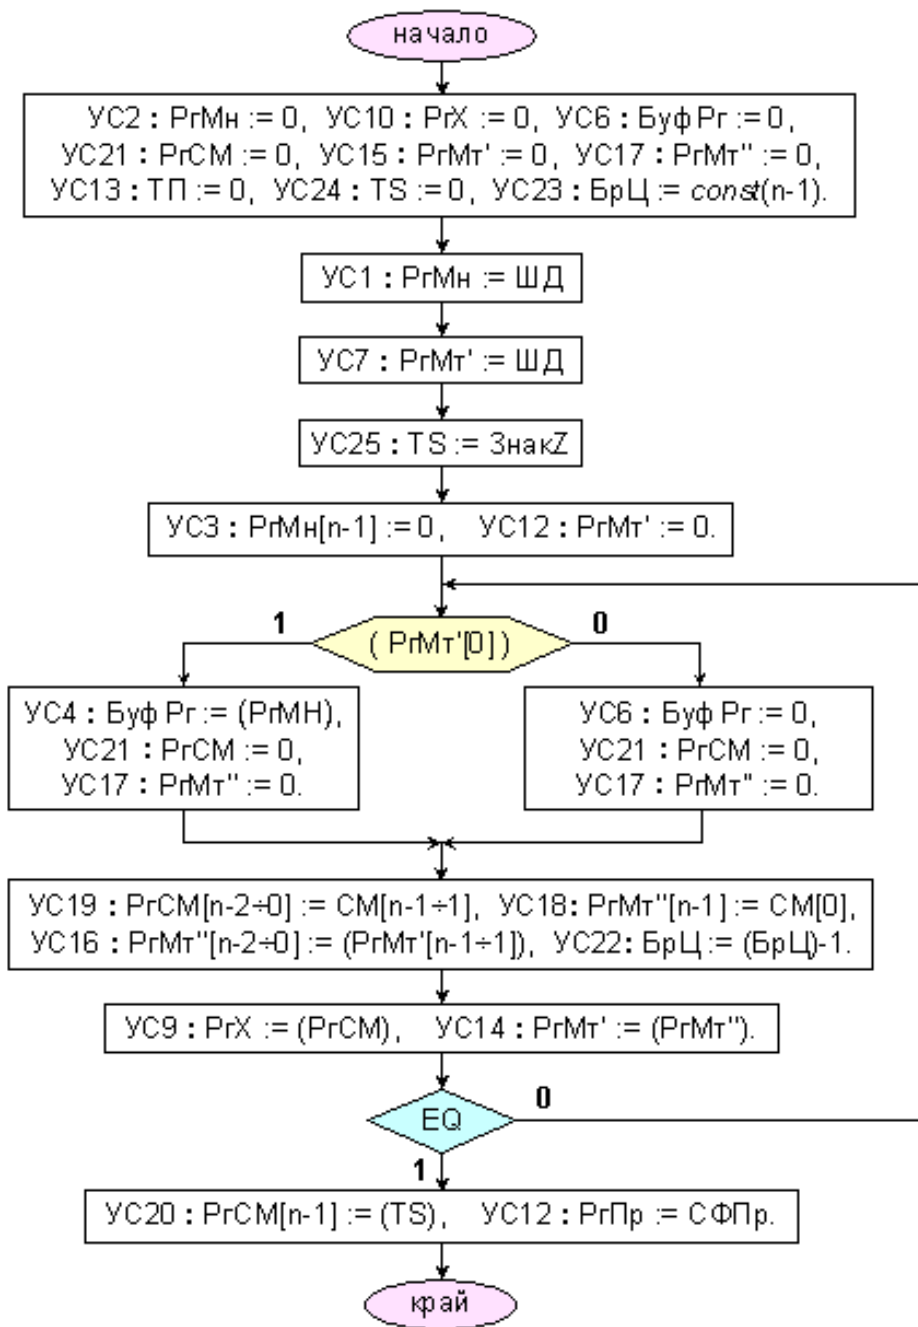 начало
УС2 : РгМн := 0, УС10 : РгХ := 0, УС6 : Буф Рг := 0,
УС21 : РгСМ := 0, УС15 : РгМт' := 0, УС17 : РгМт'' := 0,
УС13 : ТП := 0, УС24 : TS := 0, УС23 : БрЦ := const(n-1).
УС1 : РгМн := ШД
УС7 : РгМт' := ШД
УС25 : TS := ЗнакZ
УС3 : РгМн[n-1] := 0, УС12 : РгМт' := 0.
1
( РгМт'[0] )
0
УС4 : Буф Рг := (РгМН),
УС21 : РгСМ := 0,
УС17 : РгМт'' := 0.
УС6 : Буф Рг := 0,
УС21 : РгСМ := 0,
УС17 : РгМт'' := 0.
УС19 : РгСМ[n-2÷0] := СМ[n-1÷1], УС18: РгМт''[n-1] := СМ[0],
УС16 : РгМт''[n-2÷0] := (РгМт'[n-1÷1]), УС22: БрЦ := (БрЦ)-1.
УС9 : РгХ := (РгСМ), УС14 : РгМт' := (РгМт'').
EQ
0
1
УС20 : РгСМ[n-1] := (TS), УС12 : РгПр := СФПр.
край